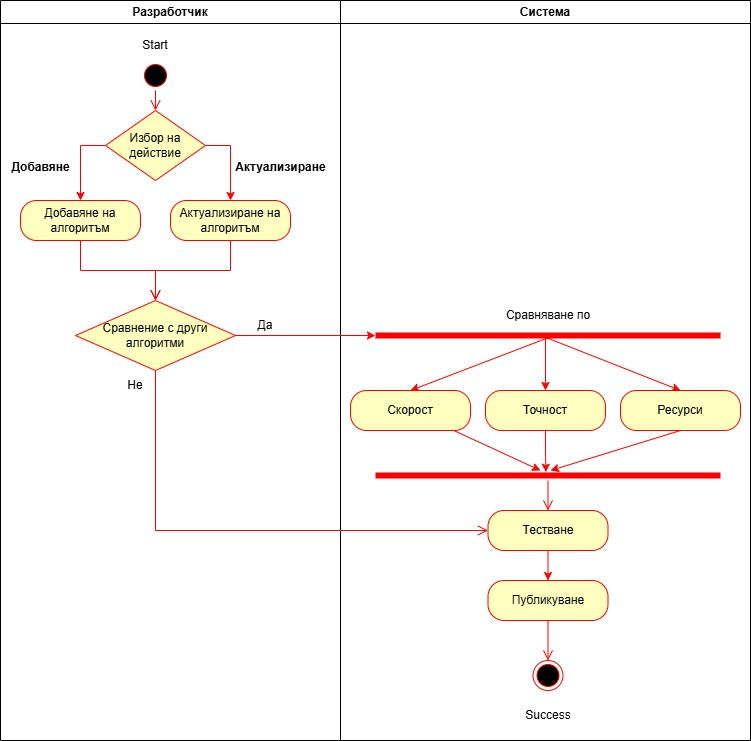 Разработчик
Система
Start
Избор на
действие
Добавяне
Актуализиране
Добавяне на
алгоритъм
Актуализиране на
алгоритъм
Сравнение с други
алгоритми
Да
Не
Сравняване по
Скорост
Точност
Ресурси
Тестване
Публикуване
Success